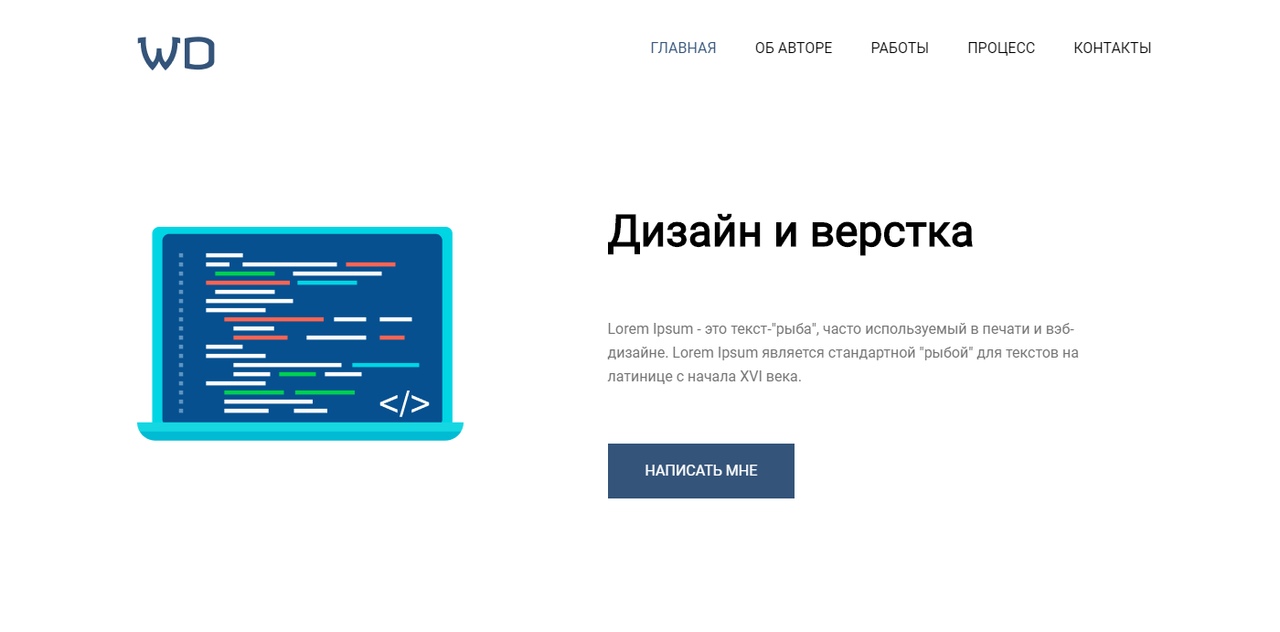 WD
ГЛАВНАЯ ОБ АВТОРЕ РАБОТЫ ПРОЦЕСС КОНТАКТЫ
Дизайн и верстка
Lorem Ipsum - это текст-"рыба", часто используемый в печати и вэб-
дизайне. Lorem Ipsum является стандартной "рыбой" для текстов на
латинице с начала XVI века.
</>
НАПИСАТЬ МНЕ